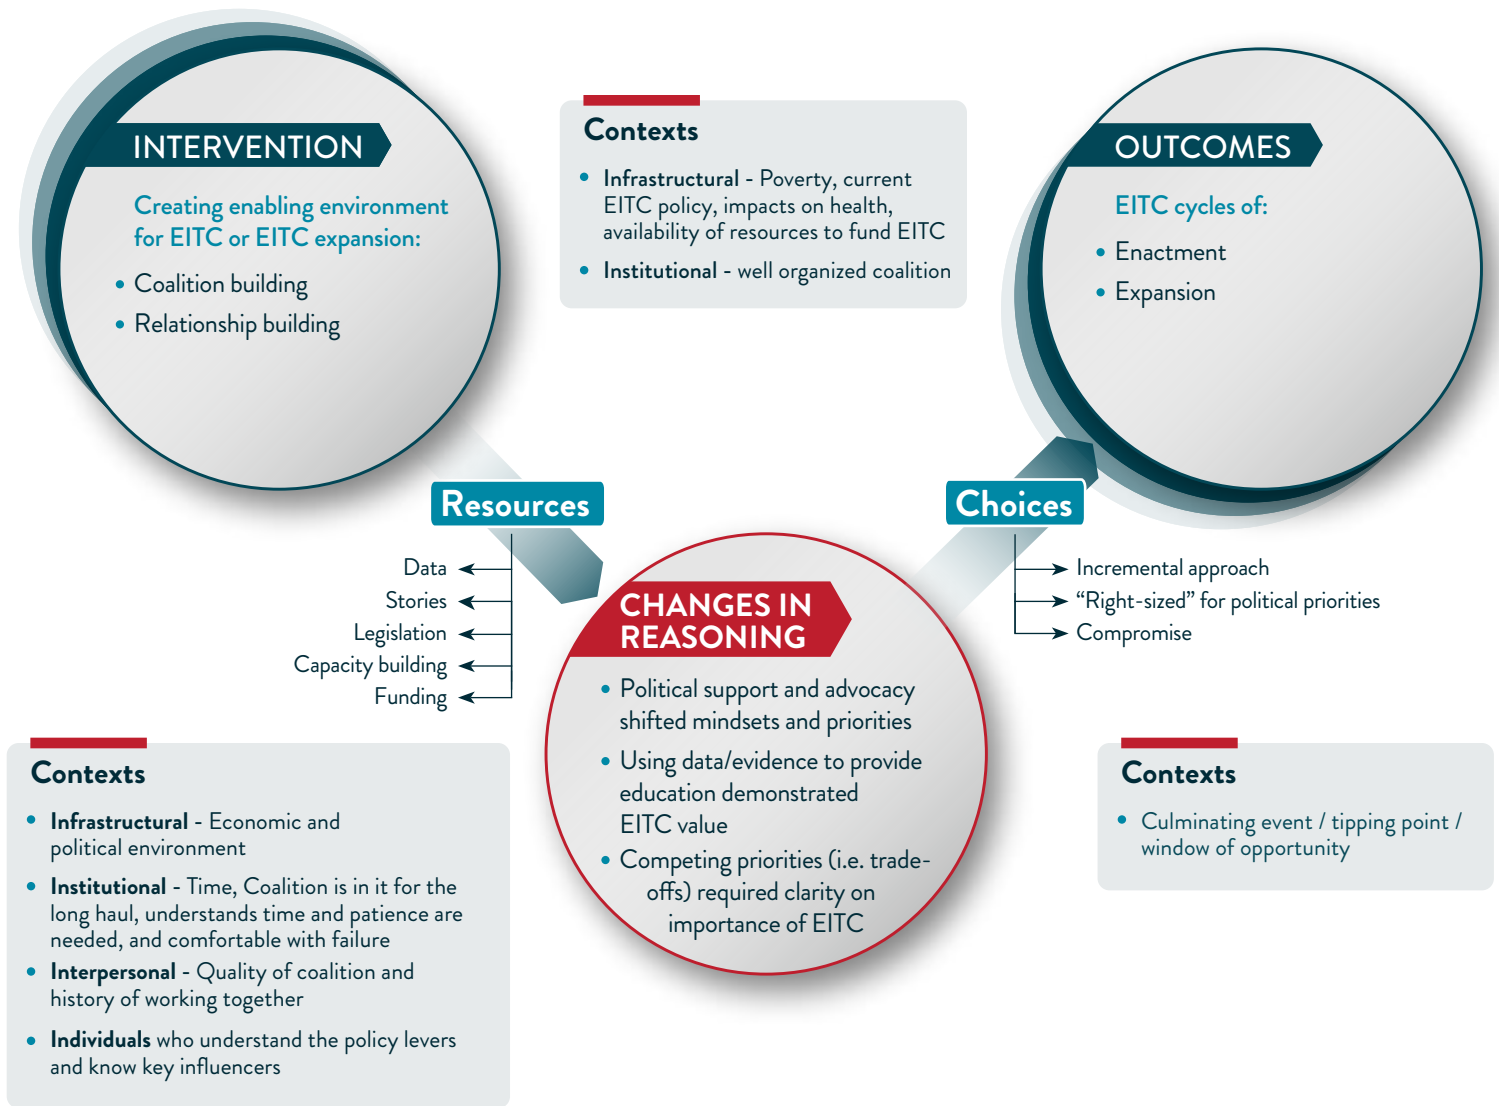 INTERVENTION
Creating enabling environment
for EITC or EITC expansion:
• Coalition building
• Relationship building
Contexts
• Infrastructural - Poverty, current
EITC policy, impacts on health,
availability of resources to fund EITC
• Institutional - well organized coalition
OUTCOMES
EITC cycles of:
• Enactment
• Expansion
Resources
Data
Stories
Legislation
Capacity building
Funding
Choices
Incremental approach
“Right-sized” for political priorities
Compromise
CHANGES IN
REASONING
• Political support and advocacy
shifted mindsets and priorities
• Using data/evidence to provide
education demonstrated
EITC value
• Competing priorities (i.e. trade-
offs) required clarity on
importance of EITC
Contexts
• Infrastructural - Economic and
political environment
• Institutional - Time, Coalition is in it for the
long haul, understands time and patience are
needed, and comfortable with failure
• Interpersonal - Quality of coalition and
history of working together
• Individuals who understand the policy levers
and know key influencers
Contexts
• Culminating event / tipping point /
window of opportunity